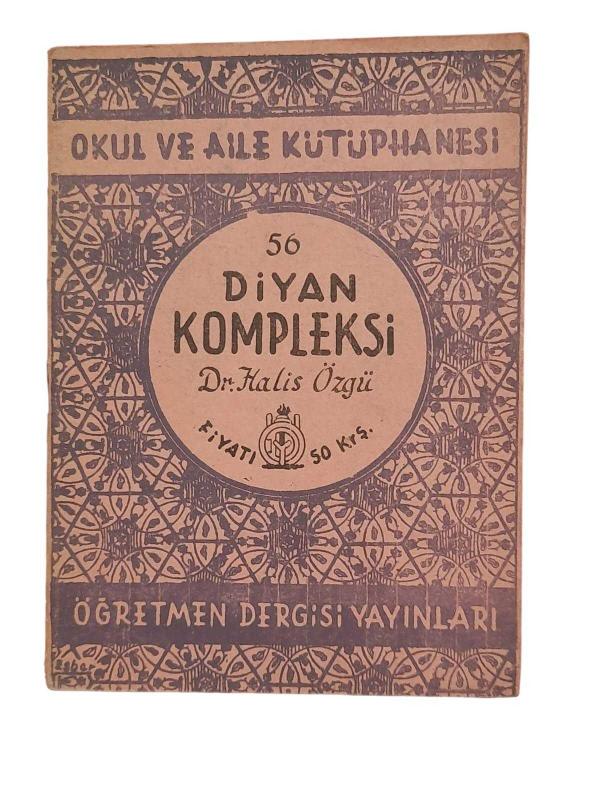 OKUL VE AiLE KÜTÜPHANESi
56
DiYAN
KOMPLEKSi
Dr. Halis Özgü
FiYATI 50 Krş.
ÖĞRETMEN DERGiSi YAYINLARI